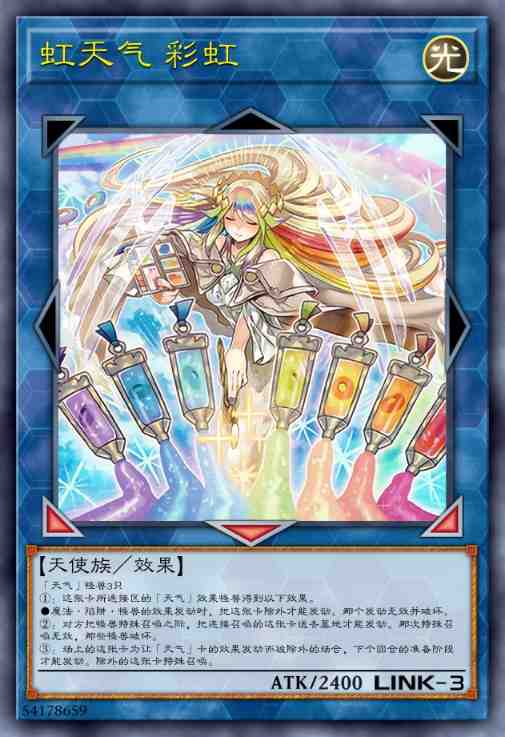 虹天气 彩虹
光
【天使族／效果】
「天气」怪兽3只
①：这张卡所连接区的「天气」效果怪兽得到以下效果。
●魔法·陷阱·怪兽的效果发动时，把这张卡除外才能发动。那个发动无效并破坏。
②：对方把怪兽特殊召唤之际，把连接召唤的这张卡送去墓地才能发动。那次特殊召
唤无效，那些怪兽破坏。
③：场上的这张卡为让「天气」卡的效果发动而被除外的场合，下个回合的准备阶段
才能发动。除外的这张卡特殊召唤。
ATK/2400 LINK-3
54178659